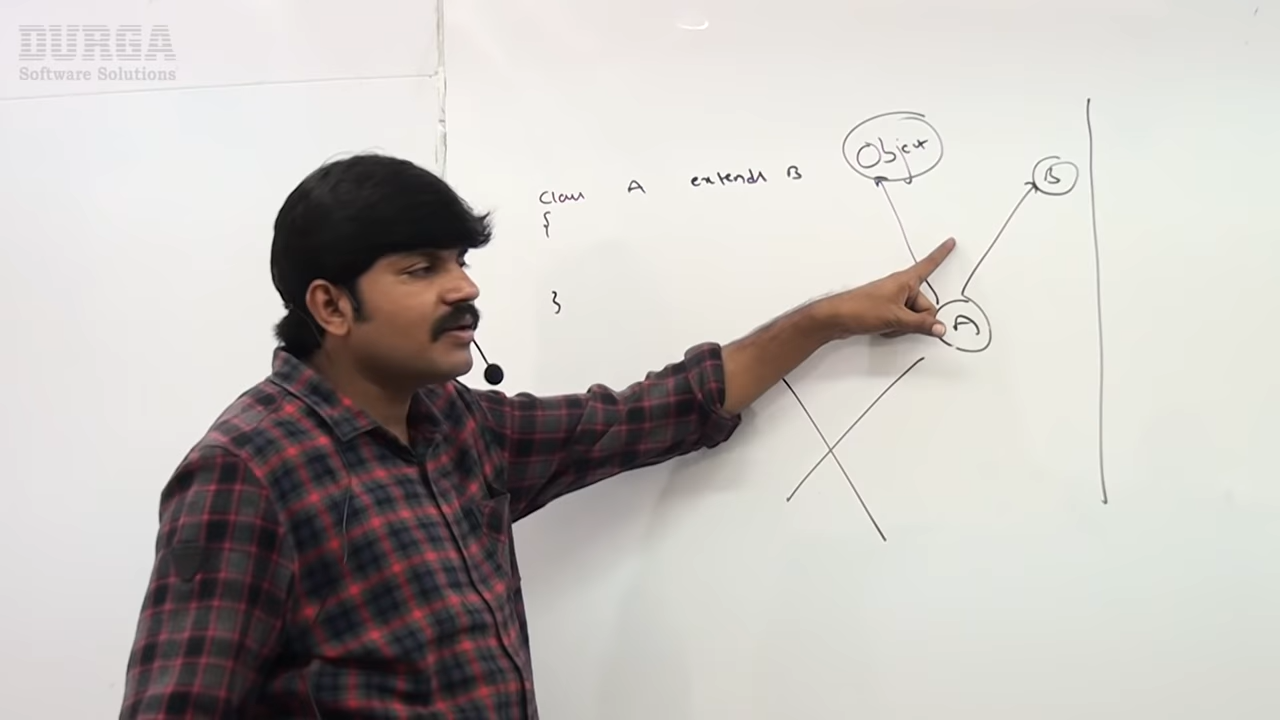 DURGA
Software Solutions
Class A extends B
{
}
Object
B
A